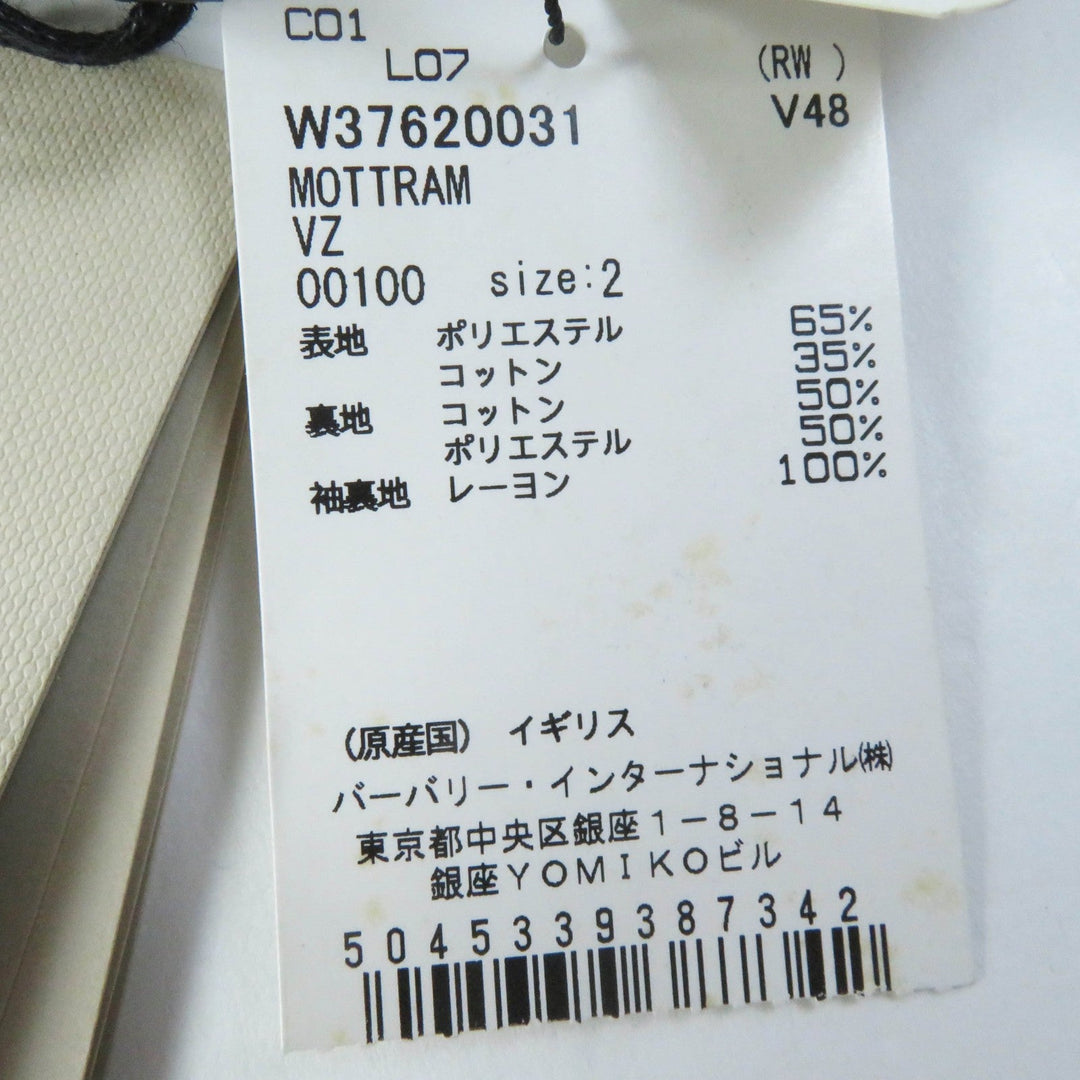 C01
L07 (RW )
W37620031 V48
MOTTRAM
VZ
00100 size:2
表地 ポリエステル 65%
コットン 35%
裏地 コットン 50%
ポリエステル 50%
袖裏地 レーヨン 100%
(原産国) イギリス
バーバリー・インターナショナル㈱
東京都中央区銀座1-8-14
銀座YOMIKOビル
5045339387342